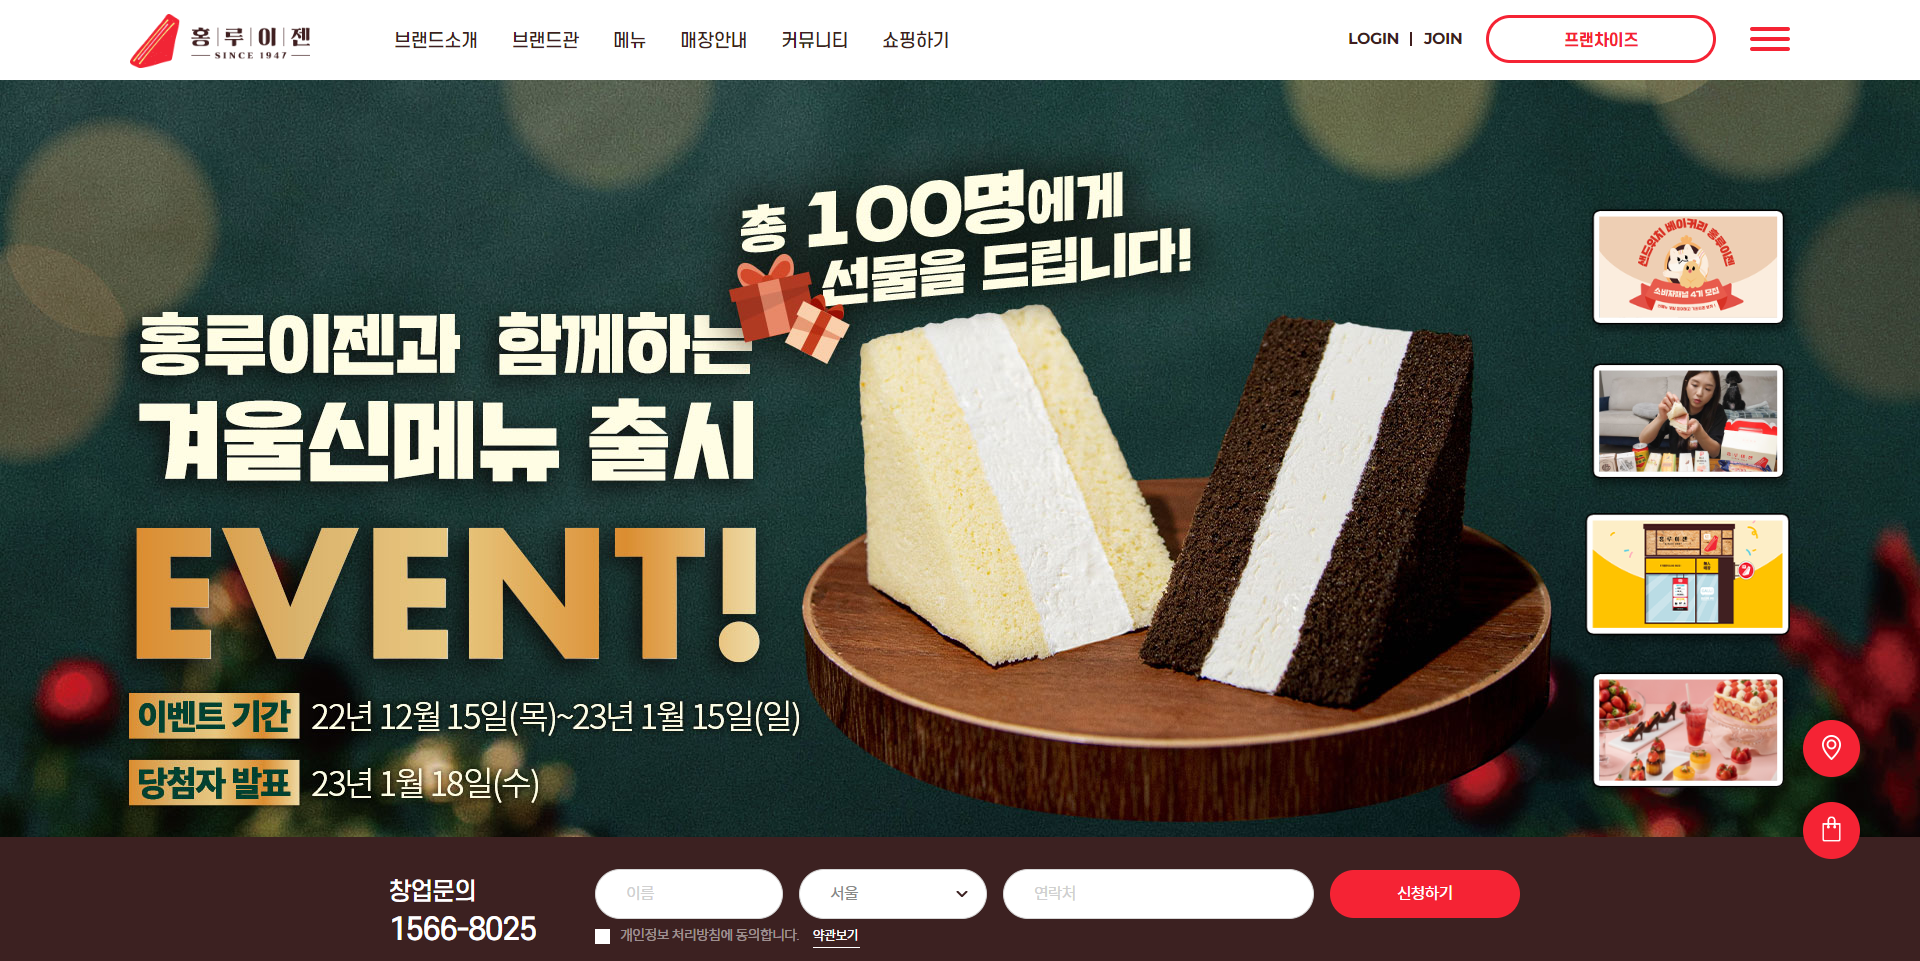 홍루이젠
SINCE 1947
브랜드소개
브랜드관
메뉴
매장안내
커뮤니티
쇼핑하기
LOGIN
JOIN
프랜차이즈
총 100명에게
선물을 드립니다!
홍루이젠과 함께하는
겨울신메뉴 출시
EVENT!
이벤트 기간 22년 12월 15일(목)~23년 1월 15일(일)
당첨자 발표 23년 1월 18일(수)
샌드위치 베이커리 홍루이젠
소비자패널 4기 모집
홍루이젠
창업문의
1566-8025
이름
서울
연락처
신청하기
개인정보 처리방침에 동의합니다.
약관보기